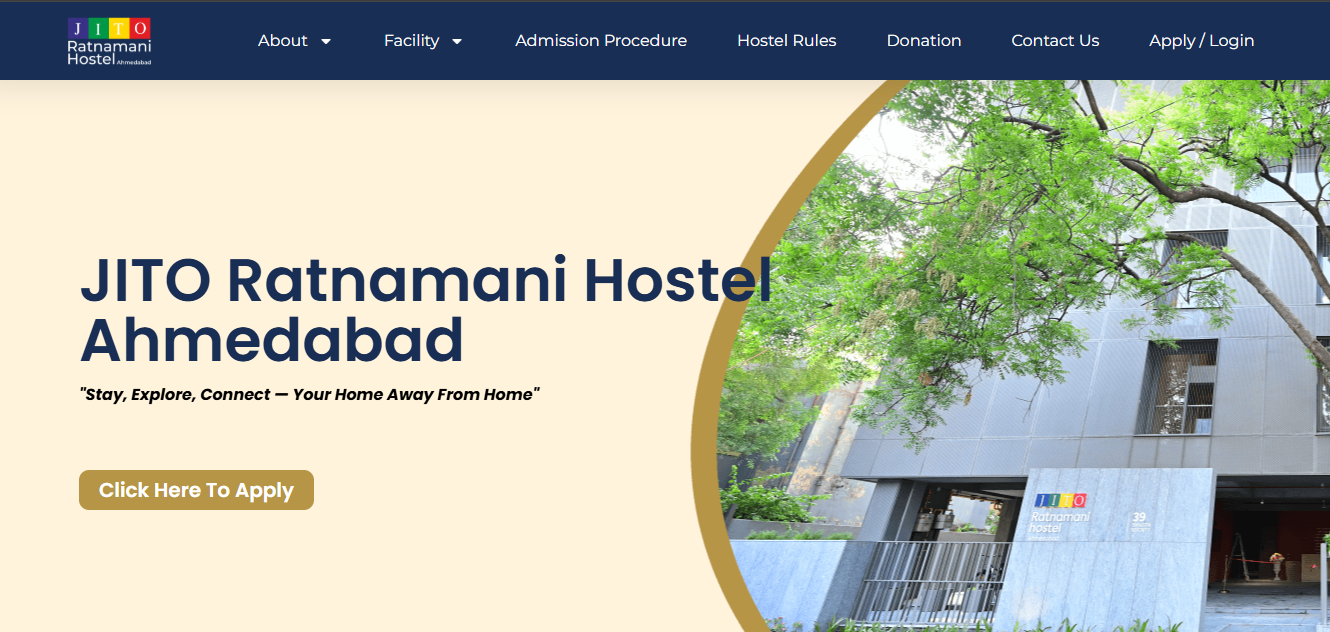 JITO
Ratnamani
Hostel Ahmedabad
About
Facility
Admission Procedure
Hostel Rules
Donation
Contact Us
Apply / Login
JITO Ratnamani Hostel
Ahmedabad
"Stay, Explore, Connect — Your Home Away From Home"
Click Here To Apply
JITO
Ratnamani
hostel
39